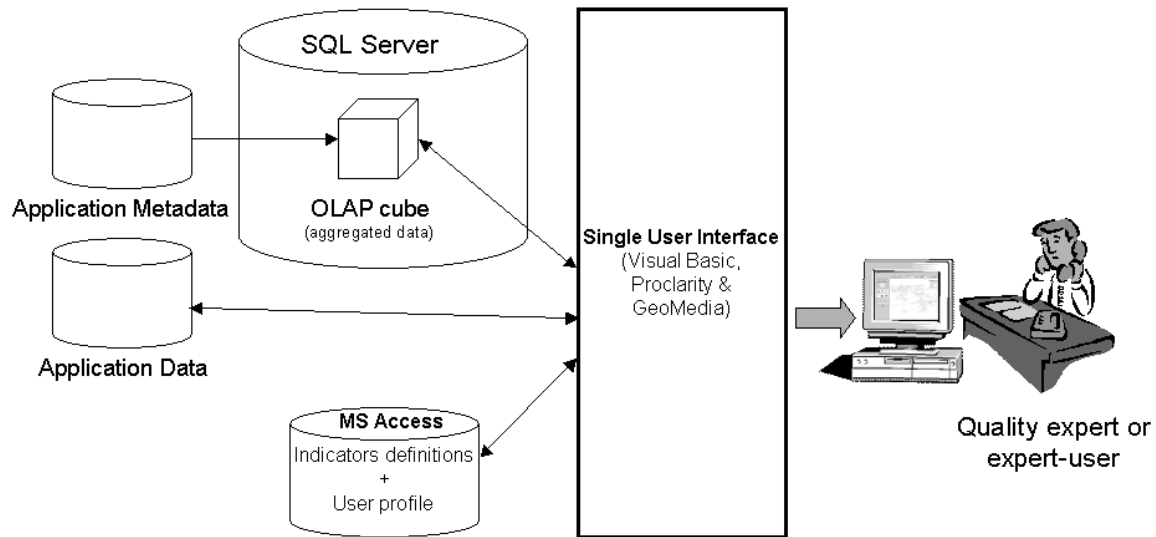 SQL Server
Application Metadata
OLAP cube
(aggregated data)
Application Data
MS Access
Indicators definitions
+
User profile
Single User Interface
(Visual Basic,
Proclarity &
GeoMedia)
Quality expert or
expert-user